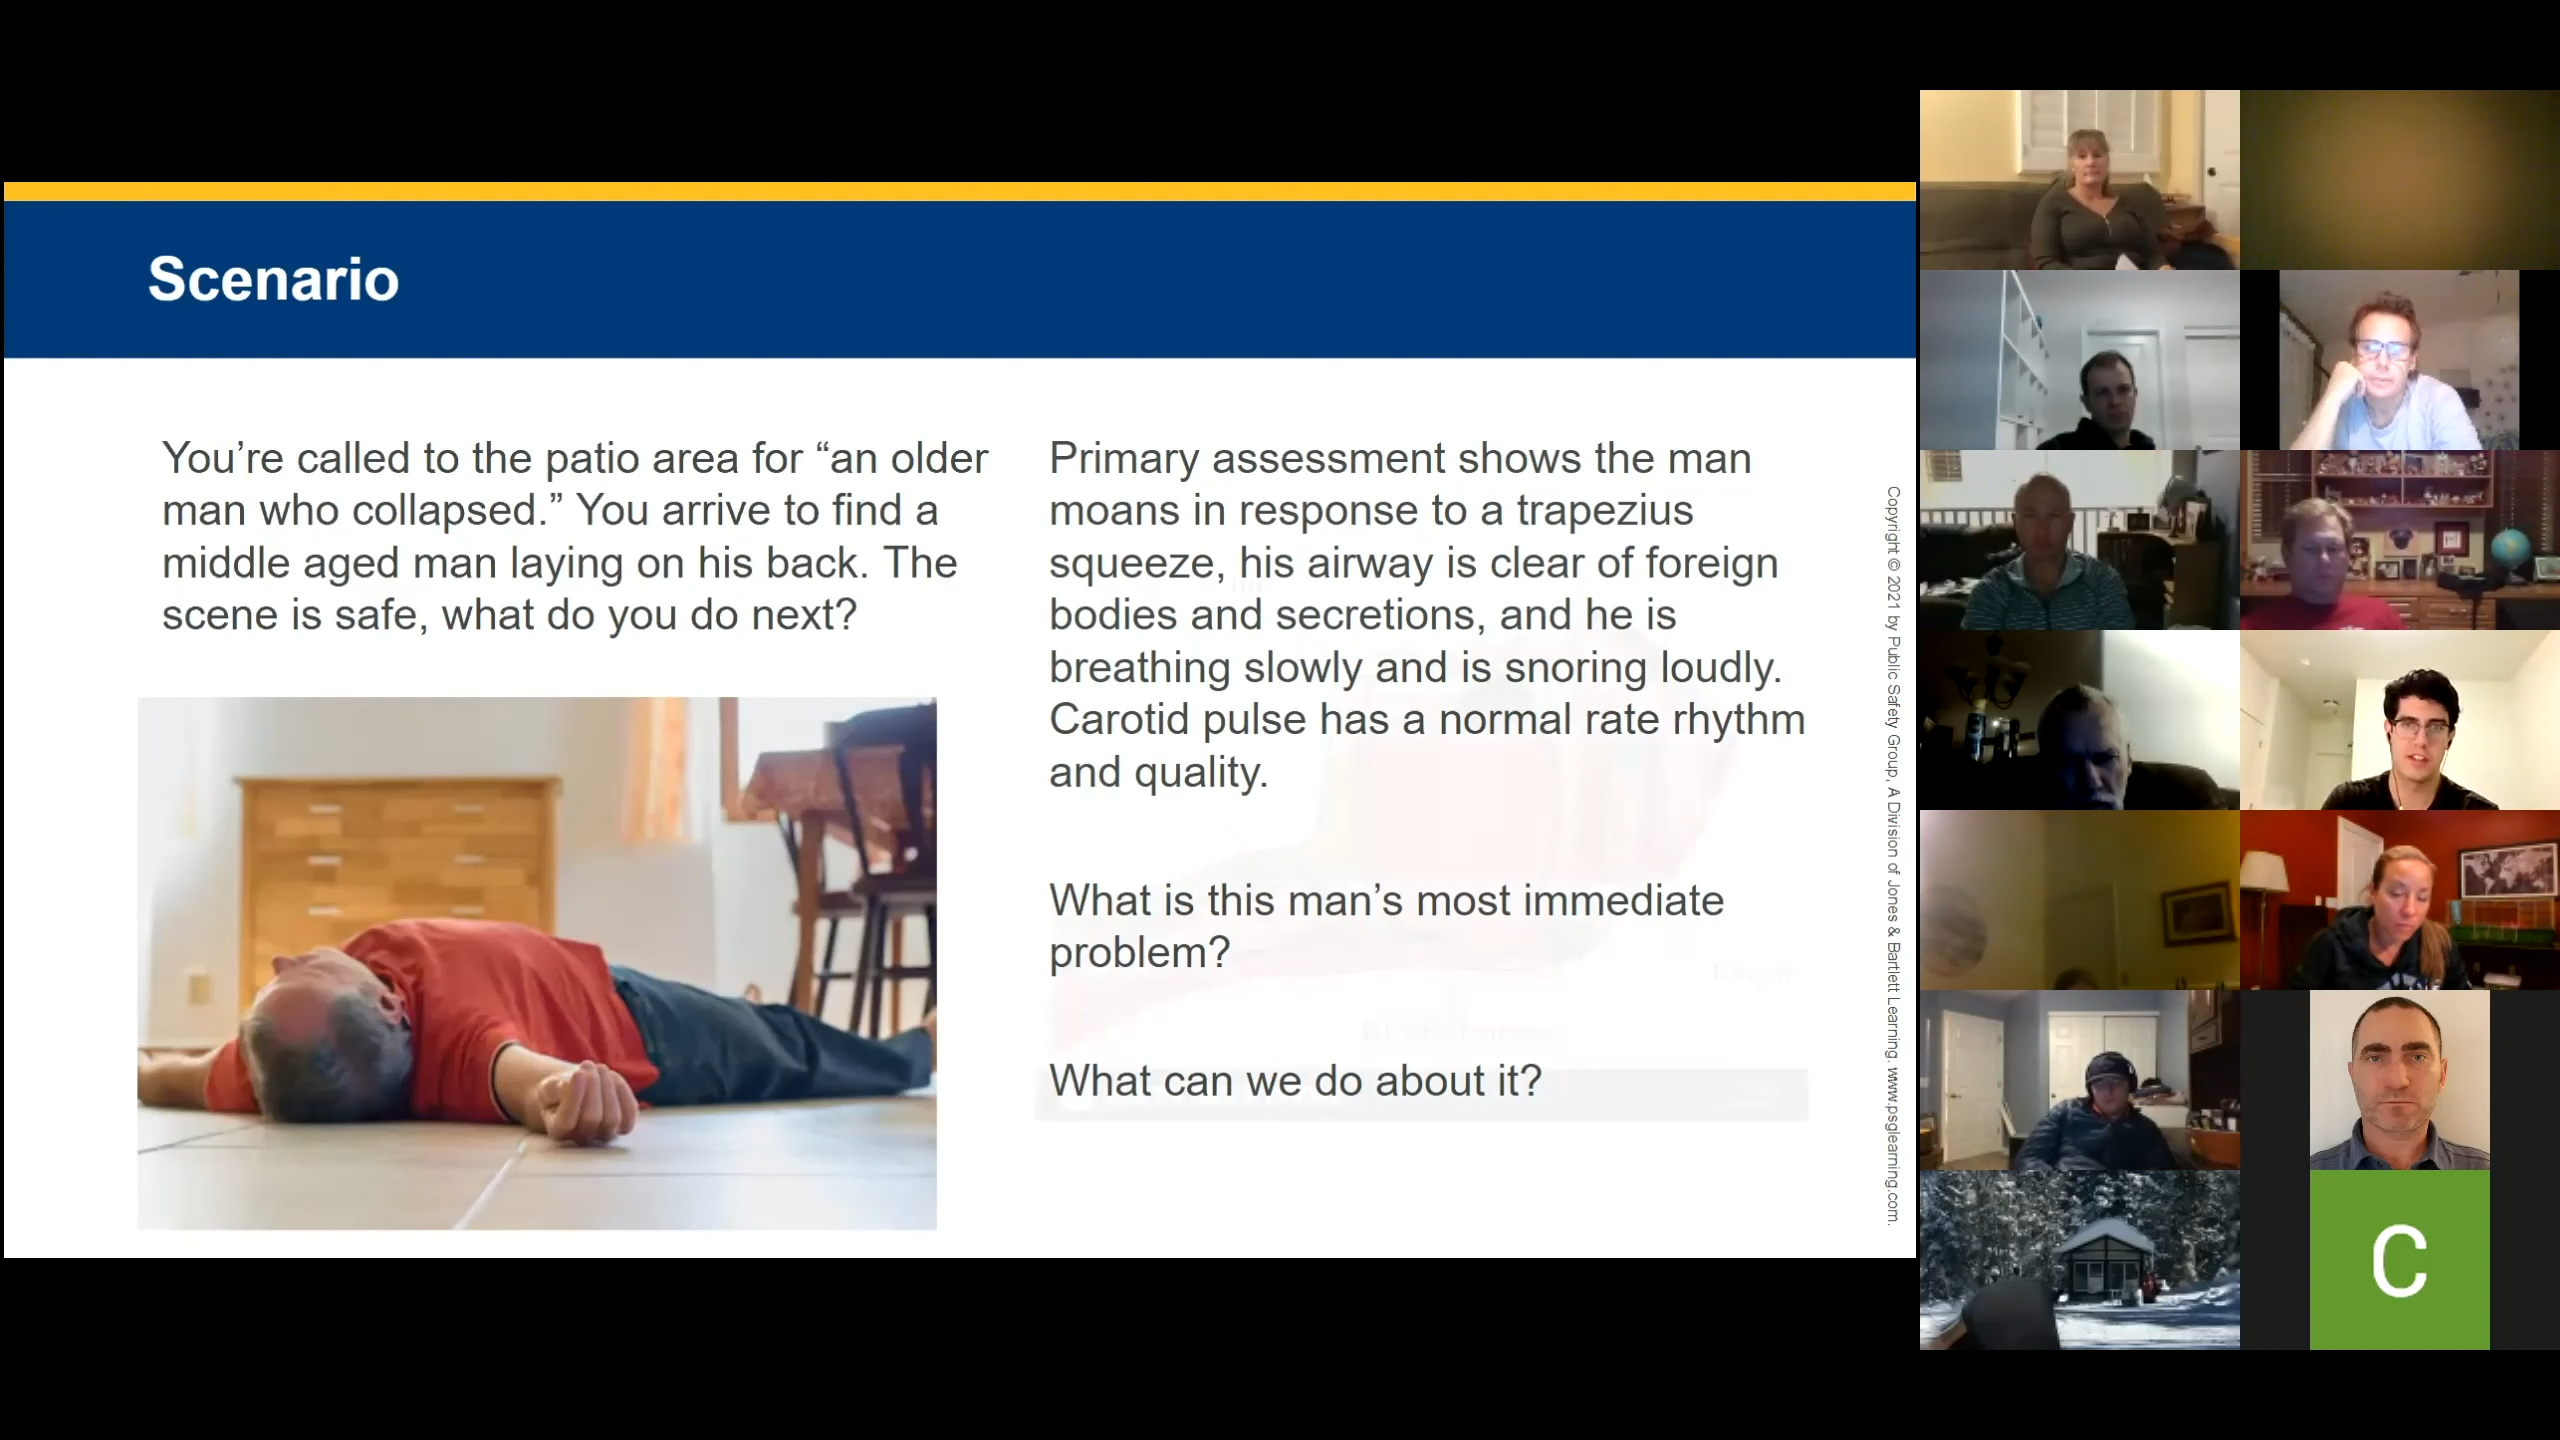 Scenario
You’re called to the patio area for “an older
man who collapsed.” You arrive to find a
middle aged man laying on his back. The
scene is safe, what do you do next?
Primary assessment shows the man
moans in response to a trapezius
squeeze, his airway is clear of foreign
bodies and secretions, and he is
breathing slowly and is snoring loudly.
Carotid pulse has a normal rate rhythm
and quality.
What is this man’s most immediate
problem?
What can we do about it?
Copyright © 2021 by Public Safety Group, A Division of Jones & Bartlett Learning. www.psglearning.com.
C